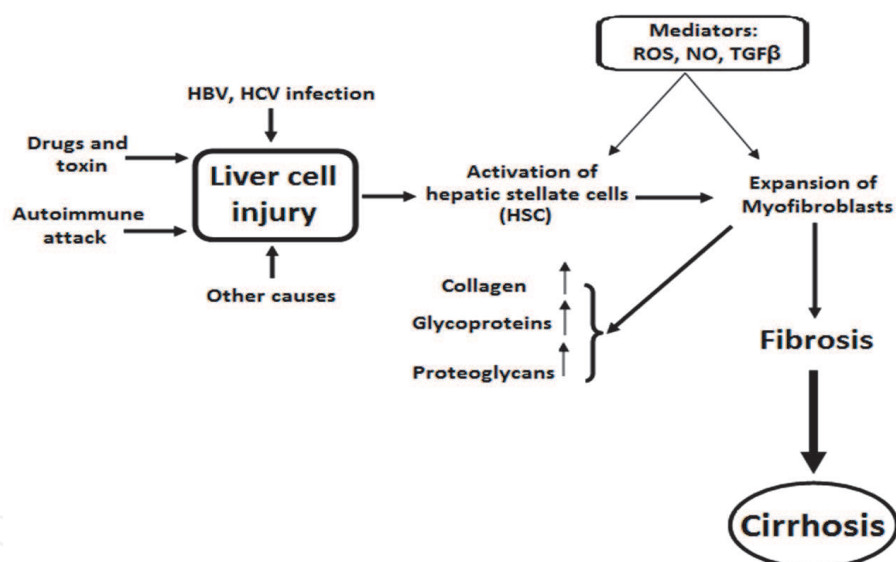 Mediators:
ROS, NO, TGFβ
HBV, HCV infection
Drugs and
toxin
Liver cell
injury
Autoimmune
attack
Other causes
Activation of
hepatic stellate cells
(HSC)
Expansion of
Myofibroblasts
Collagen
Glycoproteins
Proteoglycans
Fibrosis
Cirrhosis